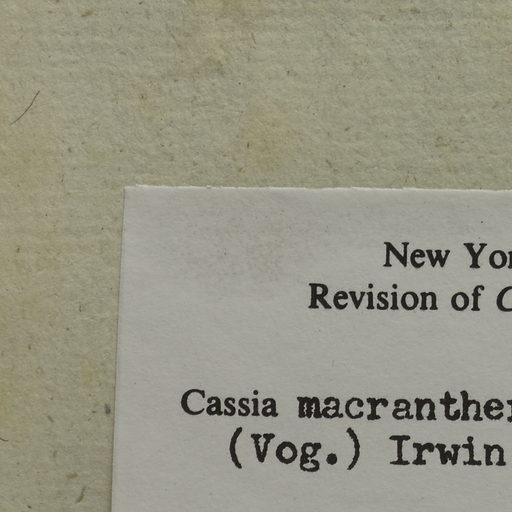 New Yor
Revision of C
Cassia macranther
(Vog.) Irwin